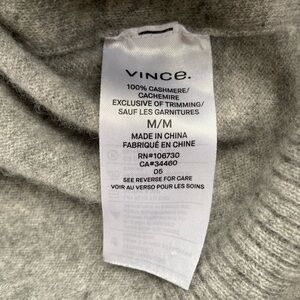 VINCE.
100% CASHMERE/
CACHEMIRE
EXCLUSIVE OF TRIMMING/
SAUF LES GARNITURES
M/M
MADE IN CHINA
FABRIQUÉ EN CHINE
RN#106730
CA#34460
05
SEE REVERSE FOR CARE
VOIR AU VERSO POUR LES SOINS